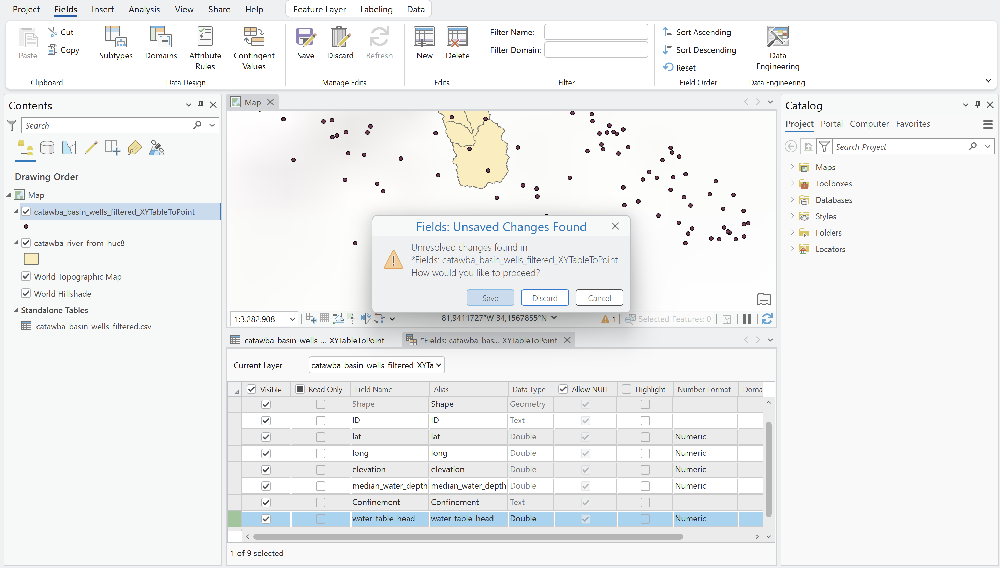 Project Fields Insert Analysis View Share Help Feature Layer Labeling Data
Paste
Cut
Copy
Clipboard
Subtypes
Domains
Attribute
Rules
Contingent
Values
Data Design
Save
Discard
Refresh
Manage Edits
New
Delete
Edits
Filter Name:
Filter Domain:
Filter
Sort Ascending
Sort Descending
Reset
Field Order
Data
Engineering
Data Engineering
Contents
Search
Drawing Order
Map
catawba_basin_wells_filtered_XYTableToPoint
catawba_river_from_huc8
World Topographic Map
World Hillshade
Standalone Tables
catawba_basin_wells_filtered.csv
Map
Fields: Unsaved Changes Found
Unresolved changes found in
*Fields: catawba_basin_wells_filtered_XYTableToPoint.
How would you like to proceed?
Save Discard Cancel
1:3.282.908
N
81,9411727°W 34,1567855°N
1
Selected Features: 0
catawba_basin_wells_..._XYTableToPoint
*Fields: catawba_bas..._XYTableToPoint
Current Layer catawba_basin_wells_filtered_XYTa
Visible Read Only Field Name Alias Data Type Allow NULL Highlight Number Format Doma
Shape Shape Geometry
ID ID Text
lat lat Double Numeric
long long Double Numeric
elevation elevation Double Numeric
median_water_depth median_water_depth Double Numeric
Confinement Confinement Text
water_table_head water_table_head Double Numeric
1 of 9 selected
Catalog
Project Portal Computer Favorites
Search Project
Maps
Toolboxes
Databases
Styles
Folders
Locators